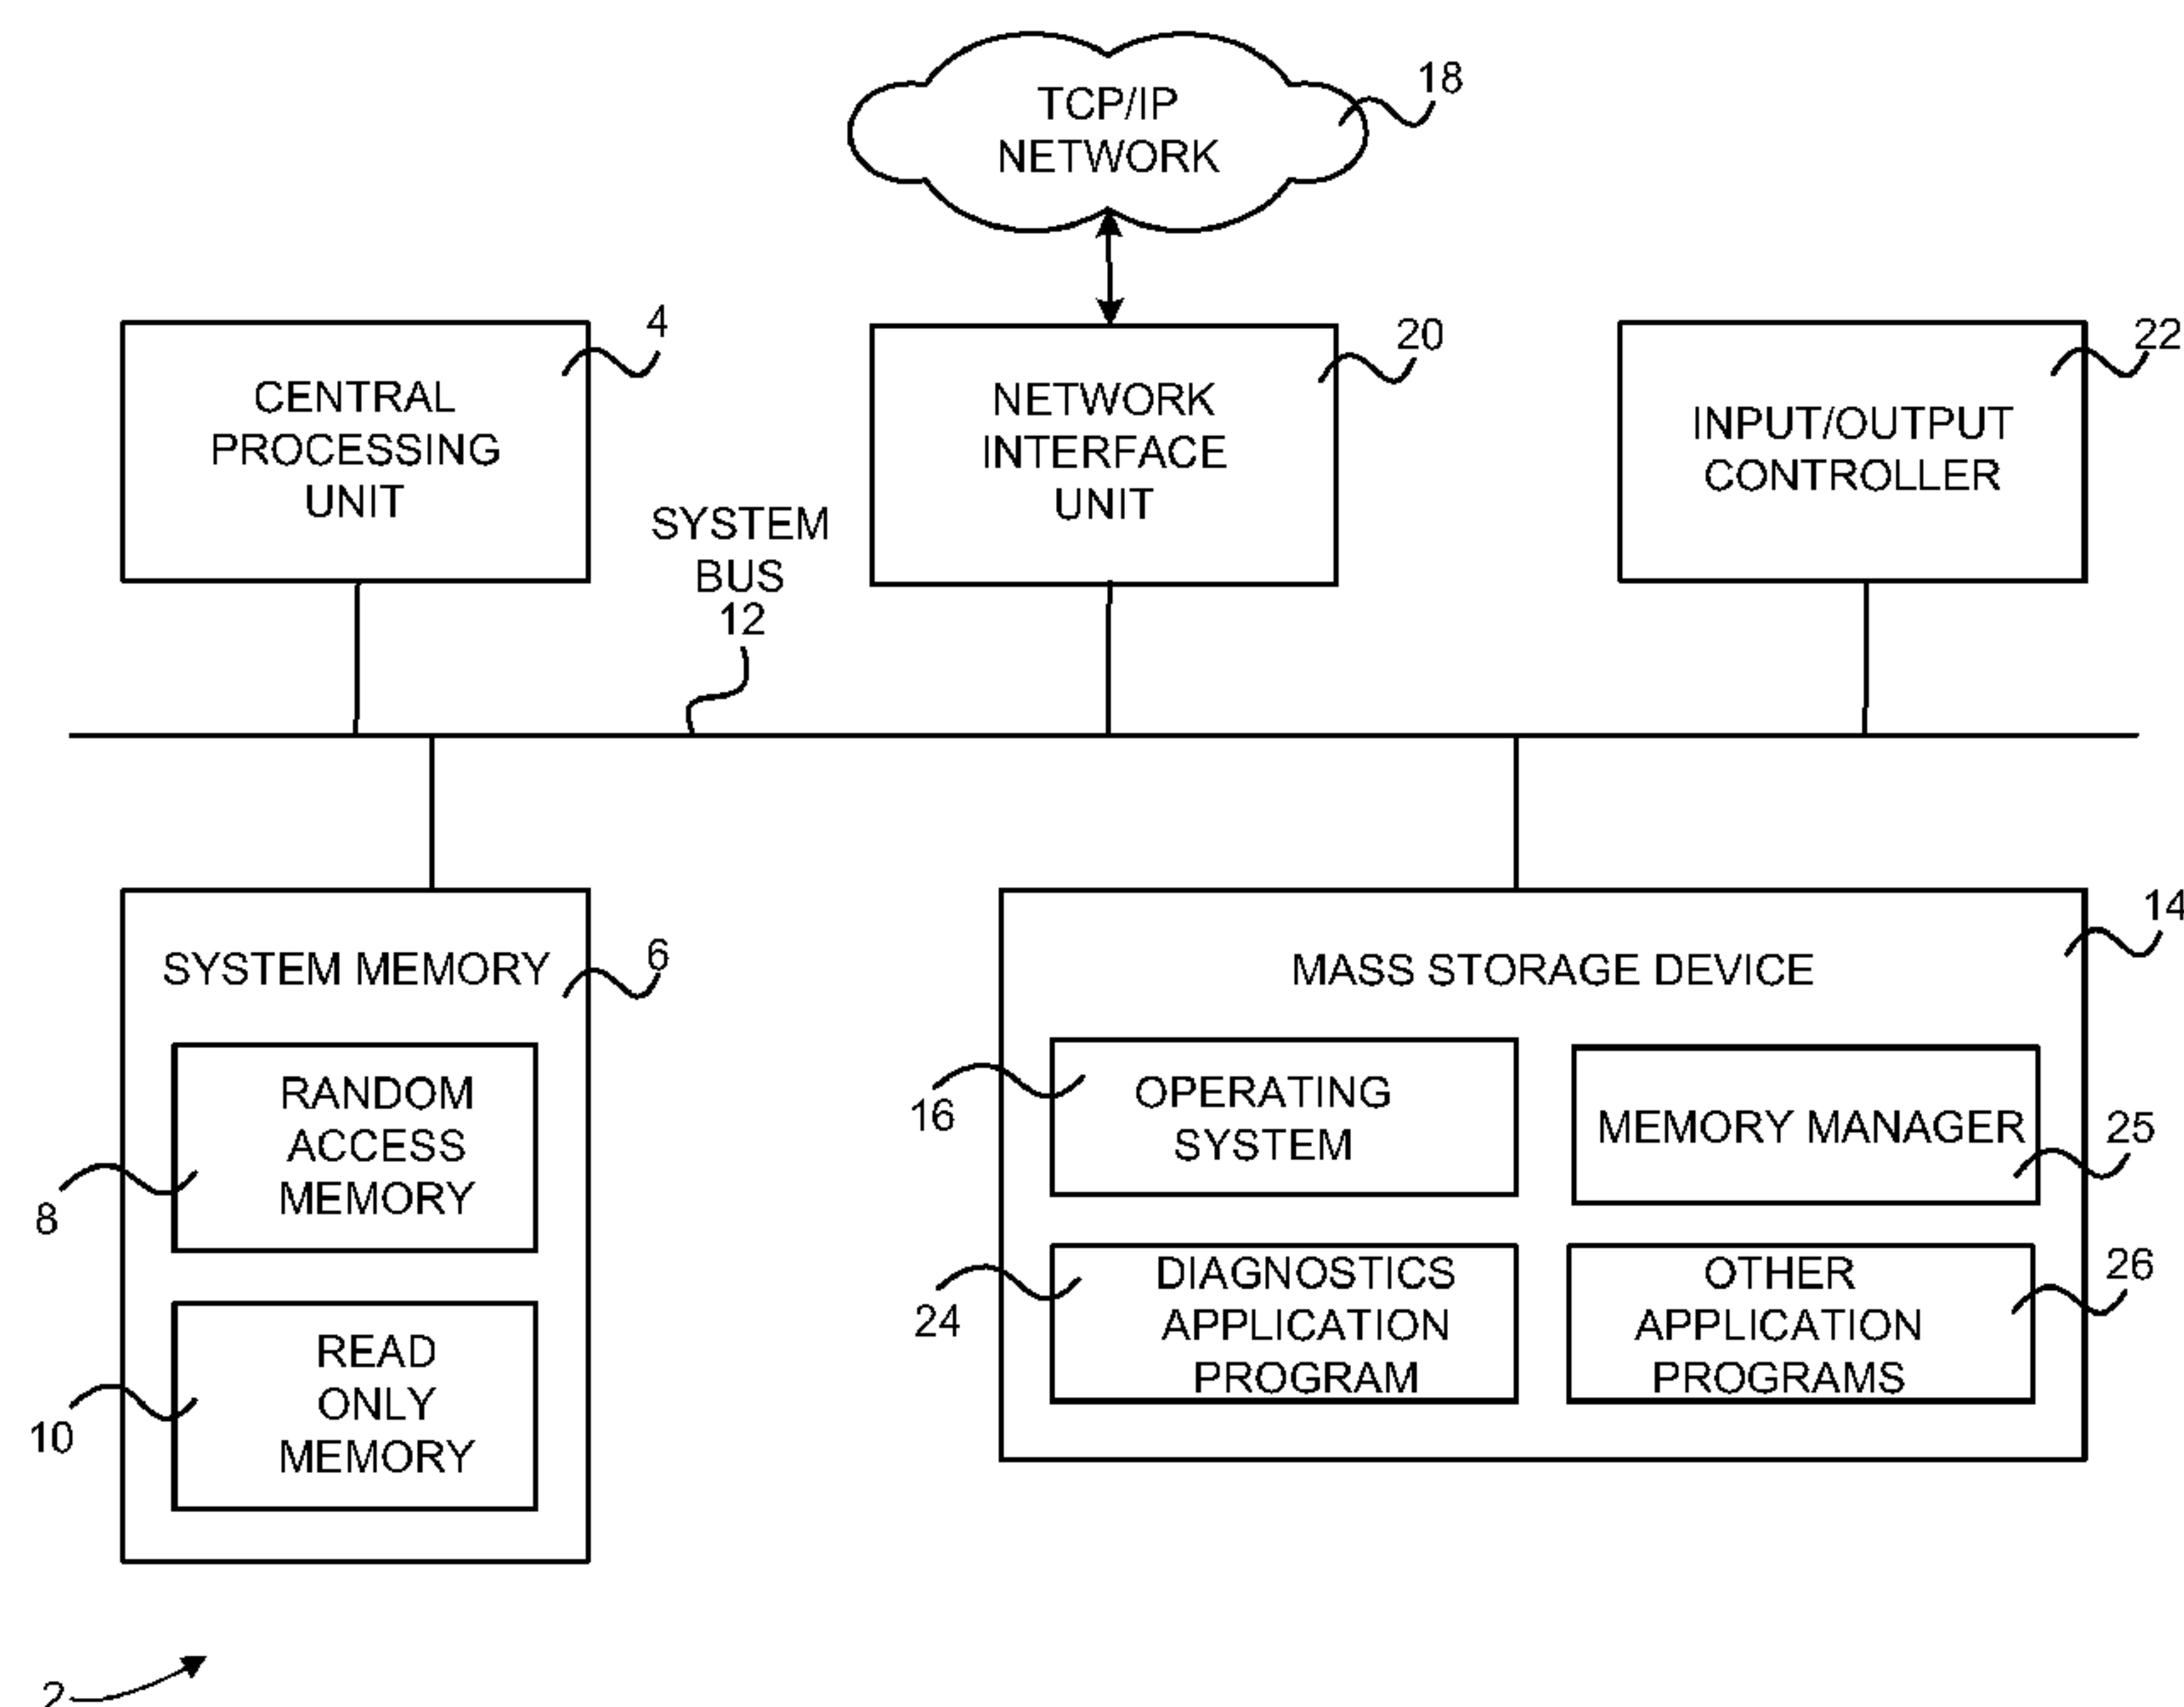 TCP/IP
NETWORK
18
CENTRAL
PROCESSING
UNIT
4
NETWORK
INTERFACE
UNIT
20
INPUT/OUTPUT
CONTROLLER
22
SYSTEM
BUS
12
SYSTEM MEMORY
6
RANDOM
ACCESS
MEMORY
8
READ
ONLY
MEMORY
10
MASS STORAGE DEVICE
14
OPERATING
SYSTEM
16
MEMORY MANAGER
25
DIAGNOSTICS
APPLICATION
PROGRAM
24
OTHER
APPLICATION
PROGRAMS
26
2